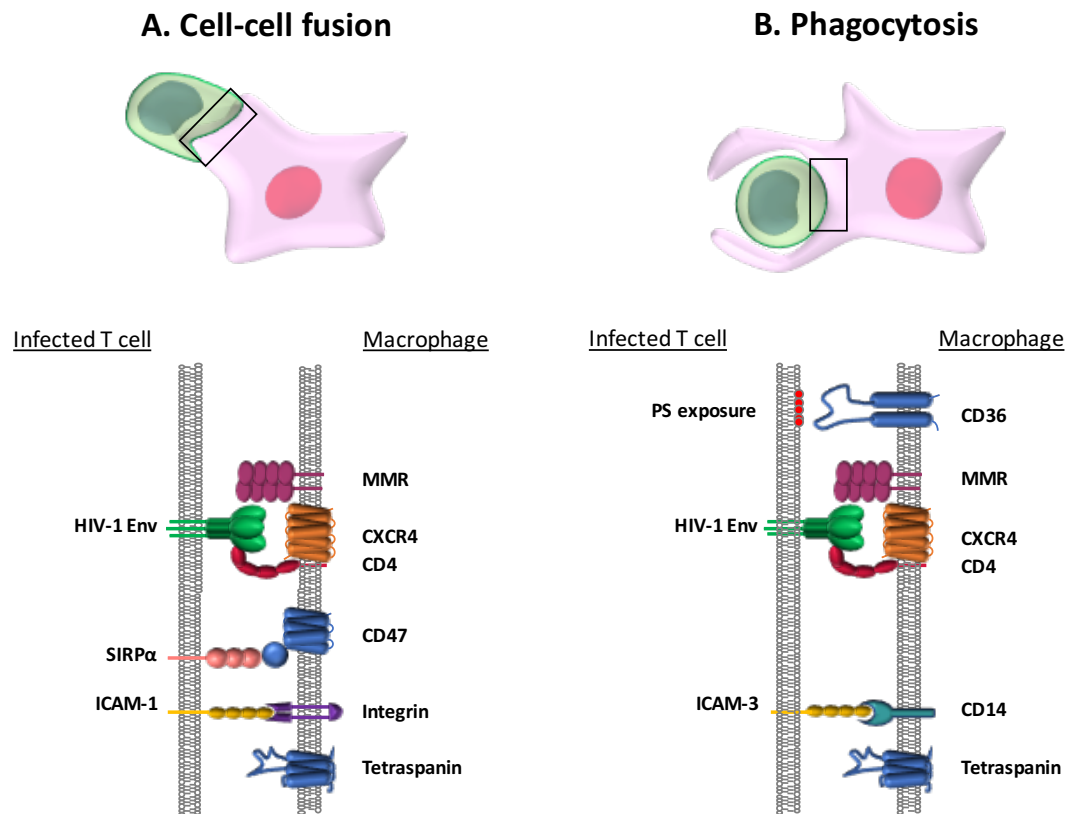 A. Cell-cell fusion
Infected T cell
Macrophage
MMR
HIV-1 Env
CXCR4
CD4
CD47
SIRPα
ICAM-1
Integrin
Tetraspanin
B. Phagocytosis
Infected T cell
Macrophage
PS exposure
CD36
MMR
HIV-1 Env
CXCR4
CD4
ICAM-3
CD14
Tetraspanin